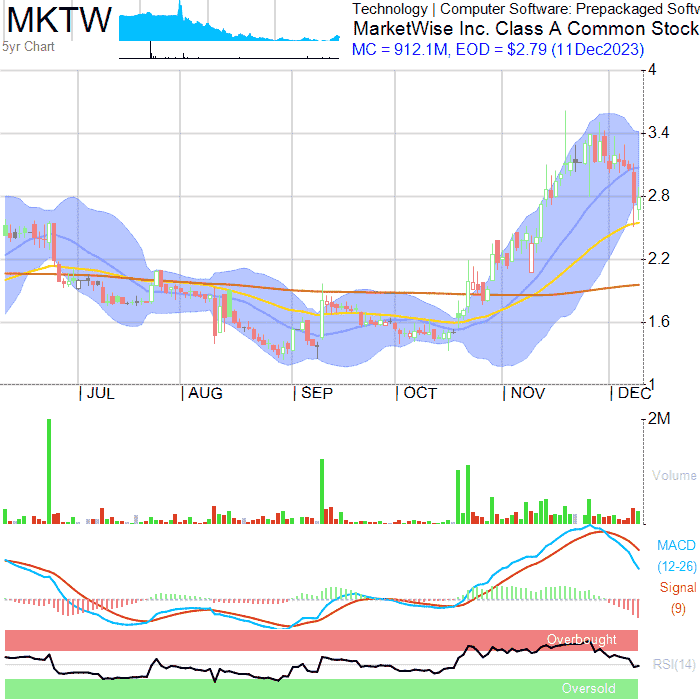 MKTW
5yr Chart
Technology | Computer Software: Prepackaged Softw
MarketWise Inc. Class A Common Stock
MC = 912.1M, EOD = $2.79 (11Dec2023)
4
3.4
2.8
2.2
1.6
1
JUL AUG SEP OCT NOV DEC
2M
Volume
MACD
(12-26)
Signal
(9)
Overbought
RSI(14)
Oversold